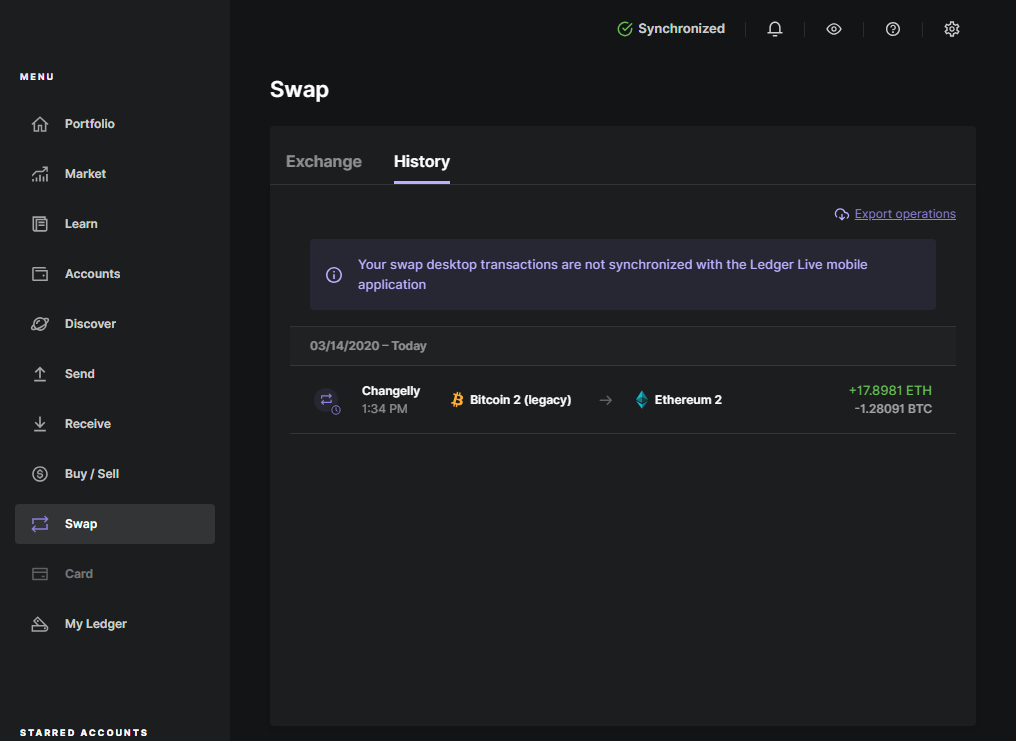 Synchronized
MENU
Portfolio
Market
Learn
Accounts
Discover
Send
Receive
Buy / Sell
Swap
Card
My Ledger
STARRED ACCOUNTS
Swap
Exchange History
Export operations
Your swap desktop transactions are not synchronized with the Ledger Live mobile
application
03/14/2020 – Today
Changelly
1:34 PM
Bitcoin 2 (legacy) → Ethereum 2
+17.8981 ETH
-1.28091 BTC